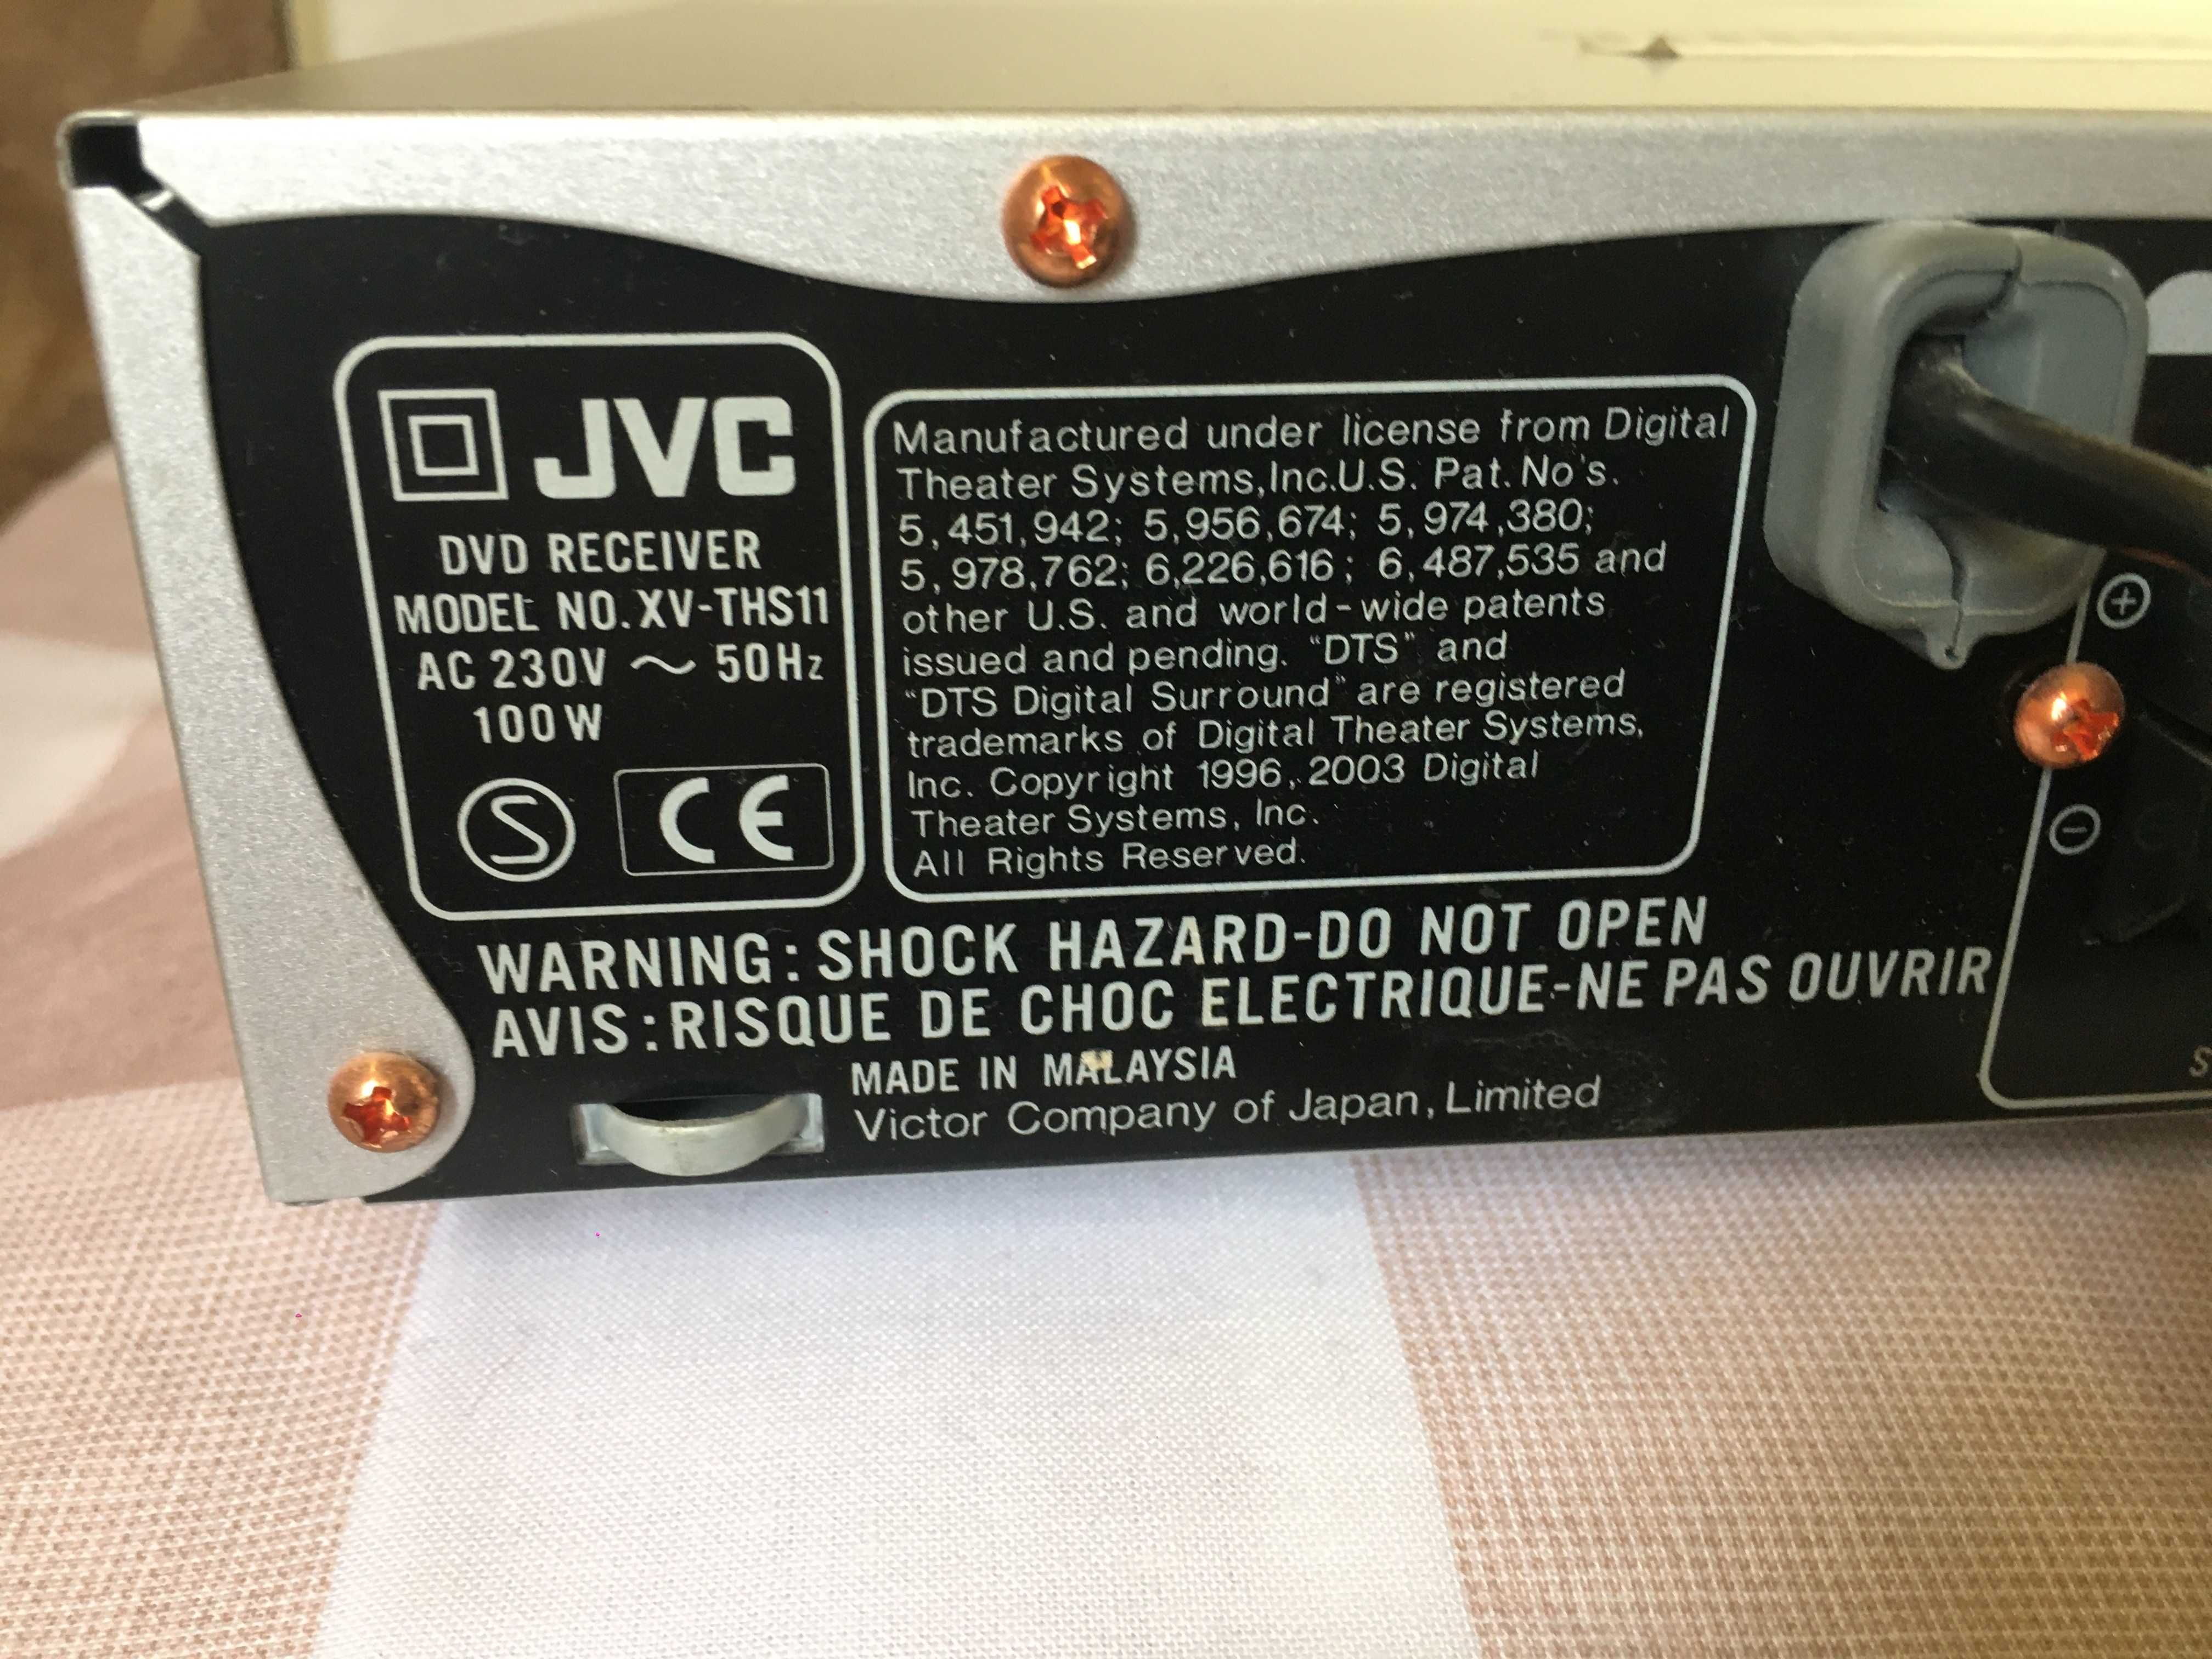 JVC
DVD RECEIVER
MODEL NO. XV-THS11
AC 230V ~ 50Hz
100W
S CE
Manufactured under license from Digital
Theater Systems, Inc. U.S. Pat. No's.
5,451,942; 5,956,674; 5,974,380;
5,978,762; 6,226,616; 6,487,535 and
other U.S. and world-wide patents
issued and pending. "DTS" and
"DTS Digital Surround" are registered
trademarks of Digital Theater Systems,
Inc. Copyright 1996, 2003 Digital
Theater Systems, Inc.
All Rights Reserved.
WARNING: SHOCK HAZARD-DO NOT OPEN
AVIS: RISQUE DE CHOC ELECTRIQUE-NE PAS OUVRIR
MADE IN MALAYSIA
Victor Company of Japan, Limited
+
−